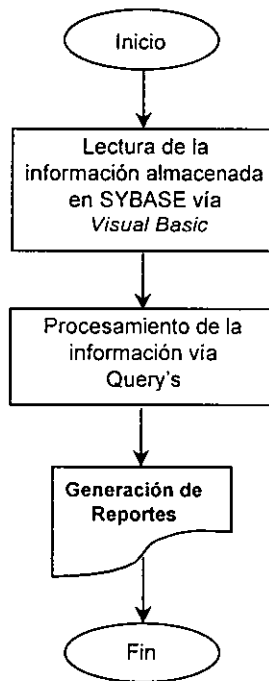 Inicio
Lectura de la
información almacenada
en SYBASE vía
Visual Basic
Procesamiento de la
información vía
Query's
Generación de
Reportes
Fin